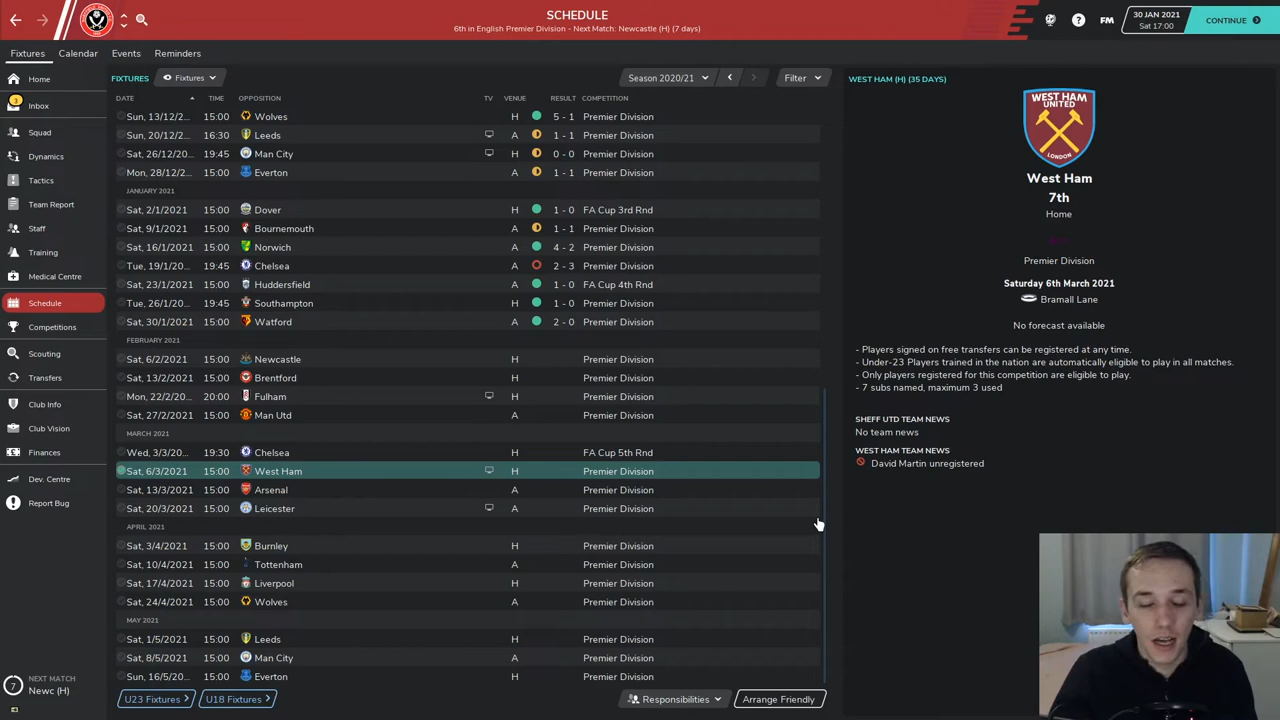 SCHEDULE
6th in English Premier Division - Next Match: Newcastle (H) (7 days)
FM
30 JAN 2021
Sat 17:00
CONTINUE
Fixtures Calendar Events Reminders
Home
3
Inbox
Squad
Dynamics
Tactics
Team Report
Staff
Training
Medical Centre
Schedule
Competitions
Scouting
Transfers
Club Info
Club Vision
Finances
Dev. Centre
Report Bug
7
NEXT MATCH
Newc (H)
FIXTURES Fixtures Season 2020/21 Filter
DATE TIME OPPOSITION TV VENUE RESULT COMPETITION
Sun, 13/12/2... 15:00 Wolves H 5 - 1 Premier Division
Sun, 20/12/... 16:30 Leeds A 1 - 1 Premier Division
Sat, 26/12/20... 19:45 Man City H 0 - 0 Premier Division
Mon, 28/12/... 15:00 Everton A 1 - 1 Premier Division
JANUARY 2021
Sat, 2/1/2021 15:00 Dover H 1 - 0 FA Cup 3rd Rnd
Sat, 9/1/2021 15:00 Bournemouth A 1 - 1 Premier Division
Sat, 16/1/2021 15:00 Norwich A 4 - 2 Premier Division
Tue, 19/1/20... 19:45 Chelsea A 2 - 3 Premier Division
Sat, 23/1/2021 15:00 Huddersfield A 1 - 0 FA Cup 4th Rnd
Tue, 26/1/20... 19:45 Southampton H 1 - 0 Premier Division
Sat, 30/1/2021 15:00 Watford A 2 - 0 Premier Division
FEBRUARY 2021
Sat, 6/2/2021 15:00 Newcastle H Premier Division
Sat, 13/2/2021 15:00 Brentford H Premier Division
Mon, 22/2/... 20:00 Fulham H Premier Division
Sat, 27/2/2021 15:00 Man Utd A Premier Division
MARCH 2021
Wed, 3/3/20... 19:30 Chelsea H FA Cup 5th Rnd
Sat, 6/3/2021 15:00 West Ham H Premier Division
Sat, 13/3/2021 15:00 Arsenal A Premier Division
Sat, 20/3/2021 15:00 Leicester A Premier Division
APRIL 2021
Sat, 3/4/2021 15:00 Burnley H Premier Division
Sat, 10/4/2021 15:00 Tottenham A Premier Division
Sat, 17/4/2021 15:00 Liverpool H Premier Division
Sat, 24/4/2021 15:00 Wolves A Premier Division
MAY 2021
Sat, 1/5/2021 15:00 Leeds H Premier Division
Sat, 8/5/2021 15:00 Man City A Premier Division
Sun, 16/5/20... 15:00 Everton H Premier Division
U23 Fixtures U18 Fixtures Responsibilities Arrange Friendly
WEST HAM (H) (35 DAYS)
WEST HAM
UNITED
LONDON
West Ham
7th
Home
Premier Division
Saturday 6th March 2021
Bramall Lane
No forecast available
- Players signed on free transfers can be registered at any time.
- Under-23 Players trained in the nation are automatically eligible to play in all matches.
- Only players registered for this competition are eligible to play.
- 7 subs named, maximum 3 used
SHEFF UTD TEAM NEWS
No team news
WEST HAM TEAM NEWS
David Martin unregistered